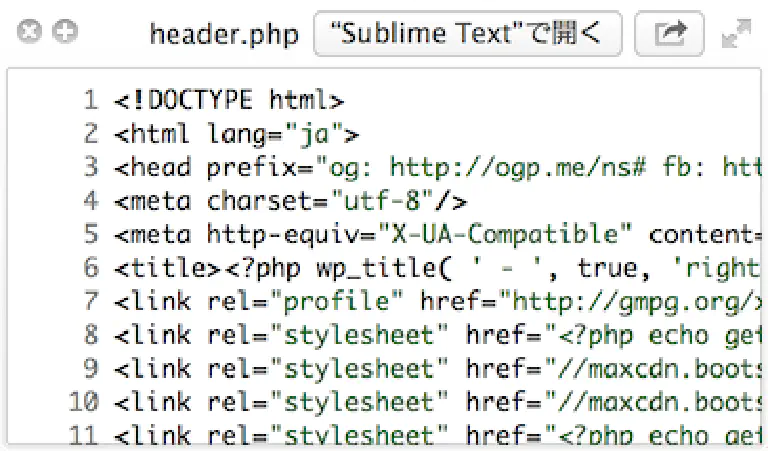 header.php "Sublime Text"で開く
1 <!DOCTYPE html>
2 <html lang="ja">
3 <head prefix="og: http://ogp.me/ns# fb: htt
4 <meta charset="utf-8"/>
5 <meta http-equiv="X-UA-Compatible" content=
6 <title><?php wp_title( ' - ', true, 'right
7 <link rel="profile" href="http://gmpg.org/x
8 <link rel="stylesheet" href="<?php echo get
9 <link rel="stylesheet" href="//maxcdn.boots
10 <link rel="stylesheet" href="//maxcdn.boots
11 <link rel="stylesheet" href="<?php echo get